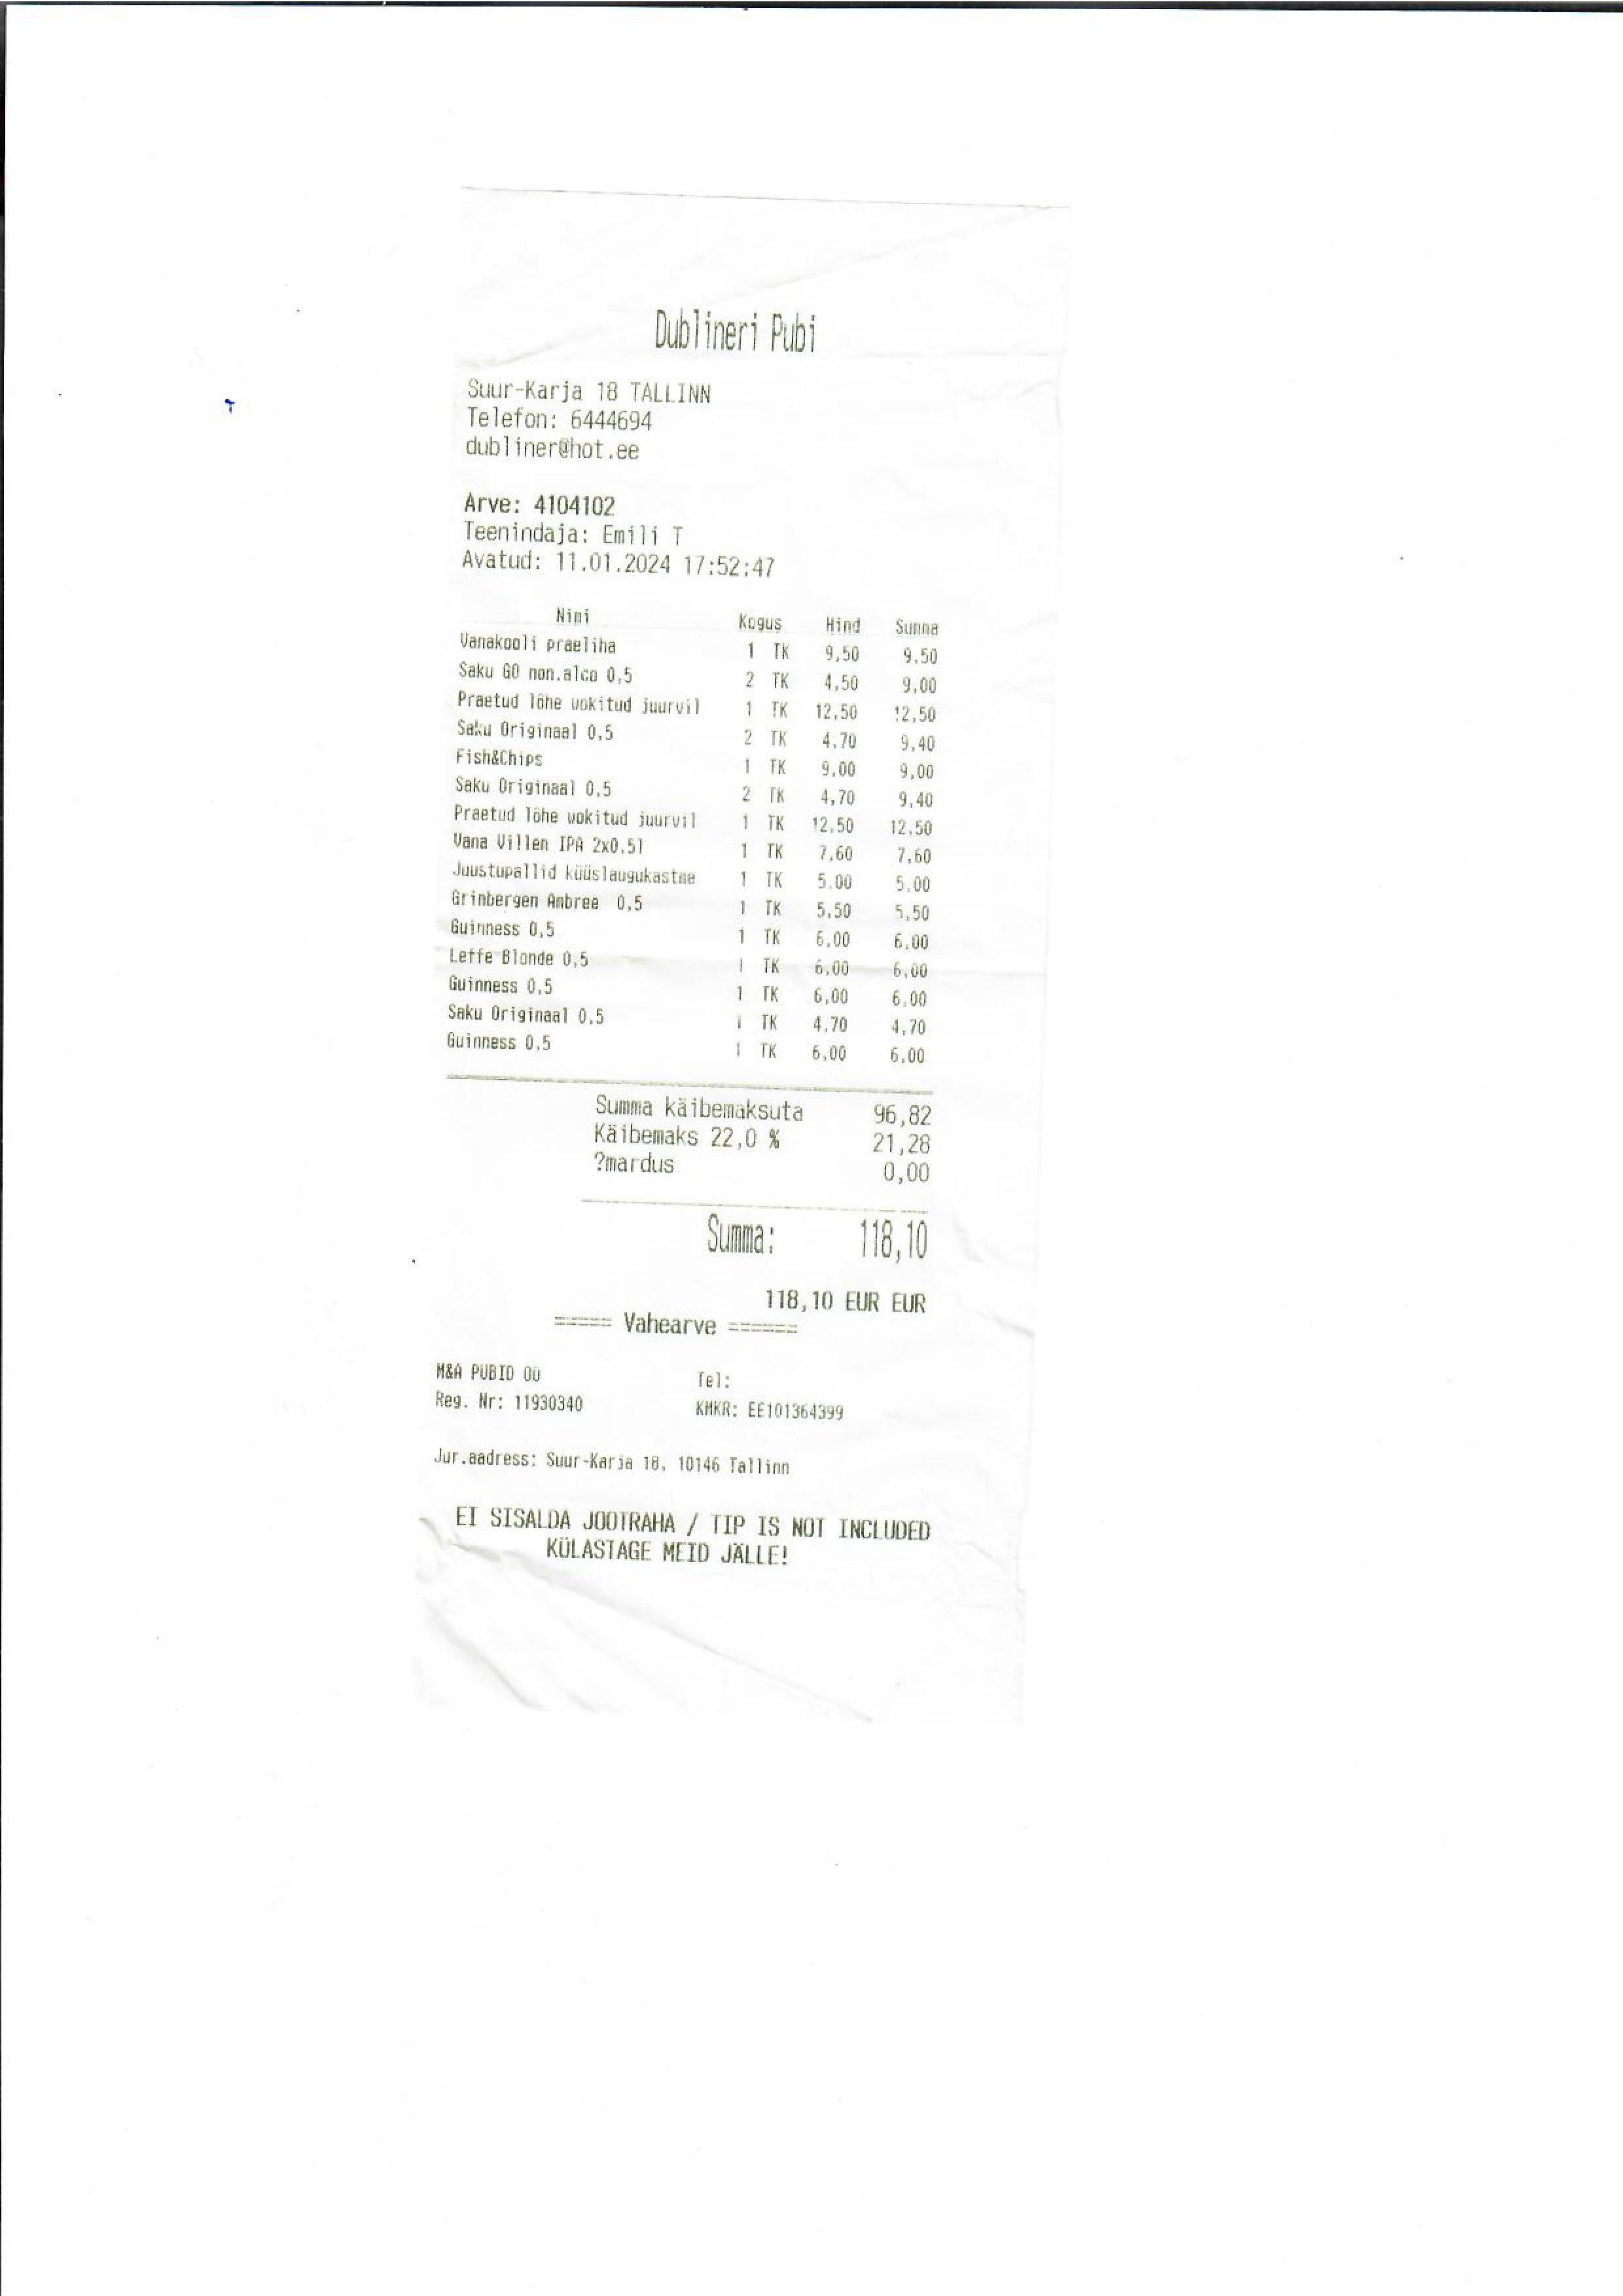 Dublineri Pubi
Suur-Karja 18 TALLINN
Telefon: 6444694
dubliner@hot.ee
Arve: 4104102
Teenindaja: Emili T
Avatud: 11.01.2024 17:52:47
Nimi Kogus Hind Summa
Vanakooli praeliha 1 TK 9,50 9,50
Saku GO non.alco 0,5 2 TK 4,50 9,00
Praetud lõhe wokitud juurvil 1 TK 12,50 12,50
Saku Originaal 0,5 2 TK 4,70 9,40
Fish&Chips 1 TK 9,00 9,00
Saku Originaal 0,5 2 TK 4,70 9,40
Praetud lõhe wokitud juurvil 1 TK 12,50 12,50
Vana Villem IPA 2x0,5l 1 TK 7,60 7,60
Juustupallid küüslaugukastme 1 TK 5,00 5,00
Grimbergen Ambree 0,5 1 TK 5,50 5,50
Guinness 0,5 1 TK 6,00 6,00
Leffe Blonde 0,5 1 TK 6,00 6,00
Guinness 0,5 1 TK 6,00 6,00
Saku Originaal 0,5 1 TK 4,70 4,70
Guinness 0,5 1 TK 6,00 6,00
Summa käibemaksuta 96,82
Käibemaks 22,0 % 21,28
?mardus 0,00
Summa: 118,10
118,10 EUR EUR
===== Vahearve ======
M&A PUBID OÜ Tel:
Reg. Nr: 11930340 KMKR: EE101364399
Jur.aadress: Suur-Karja 18, 10146 Tallinn
EI SISALDA JOOTRAHA / TIP IS NOT INCLUDED
KÜLASTAGE MEID JÄLLE!